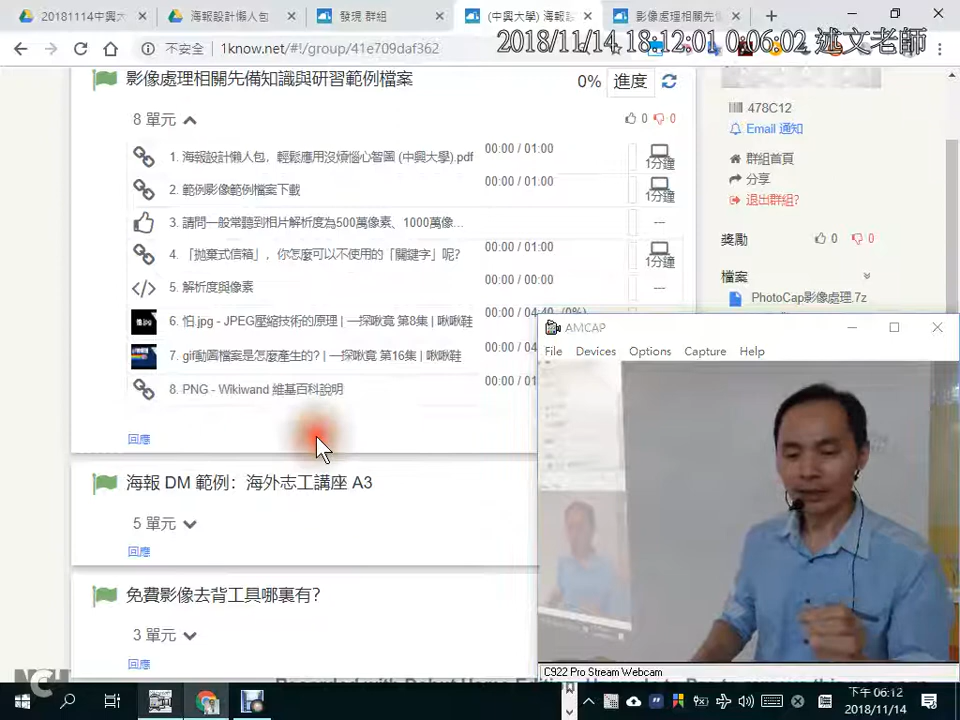 20181114中興大
海報設計懶人包
發現 群組
(中興大學) 海報設
影像處理相關先備
不安全
1know.net/#!/group/41e709daf362
2018/11/14 18:12:01 0:06:02 述文老師
影像處理相關先備知識與研習範例檔案
0%
進度
8 單元
0
0
1. 海報設計懶人包，輕鬆應用沒煩惱心智圖 (中興大學).pdf
00:00 / 01:00
1分鐘
2. 範例影像範例檔案下載
00:00 / 01:00
1分鐘
3. 請問一般常聽到相片解析度為500萬像素、1000萬像...
---
4. 「拋棄式信箱」，你怎麼可以不使用的「關鍵字」呢?
00:00 / 01:00
1分鐘
5. 解析度與像素
00:00 / 00:00
---
6. 怕.jpg - JPEG壓縮技術的原理 | 一探啾竟 第8集 | 啾啾鞋
00:00 / 04:40 (0%)
7. gif動圖檔案是怎麼產生的? | 一探啾竟 第16集 | 啾啾鞋
00:00 / 04
8. PNG - Wikiwand 維基百科說明
00:00 / 01
回應
海報 DM 範例：海外志工講座 A3
5 單元
回應
免費影像去背工具哪裏有?
3 單元
回應
478C12
Email 通知
群組首頁
分享
退出群組?
獎勵
0
0
檔案
PhotoCap影像處理.7z
AMCAP
File
Devices
Options
Capture
Help
C922 Pro Stream Webcam
NCH
下午 06:12
2018/11/14